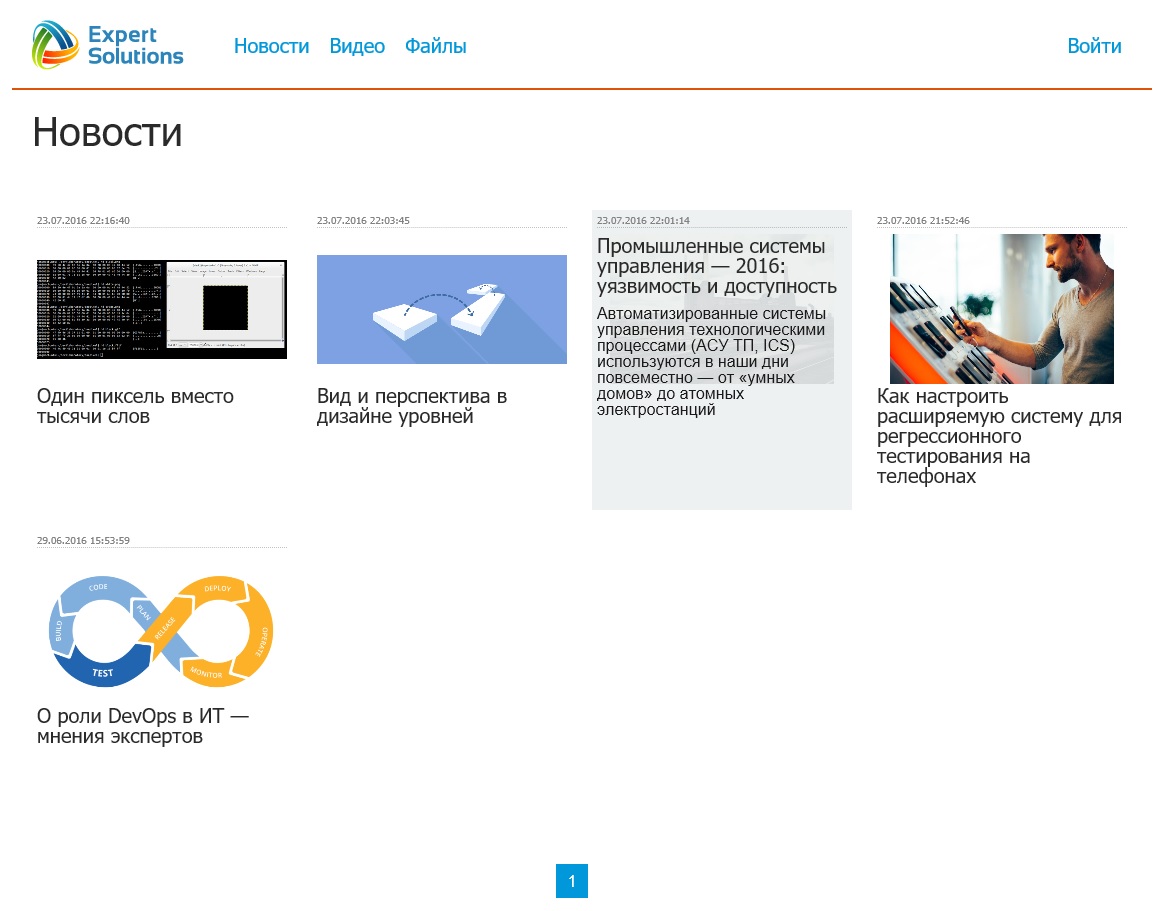 Expert
Solutions
Новости Видео Файлы
Войти
Новости
23.07.2016 22:16:40
Один пиксель вместо
тысячи слов
23.07.2016 22:03:45
Вид и перспектива в
дизайне уровней
23.07.2016 22:01:14
Промышленные системы
управления — 2016:
уязвимость и доступность
Автоматизированные системы
управления технологическими
процессами (АСУ ТП, ICS)
используются в наши дни
повсеместно — от «умных
домов» до атомных
электростанций
23.07.2016 21:52:46
Как настроить
расширяемую систему для
регрессионного
тестирования на
телефонах
29.06.2016 15:53:59
CODE
BUILD
PLAN
TEST
RELEASE
DEPLOY
OPERATE
MONITOR
О роли DevOps в ИТ —
мнения экспертов
1